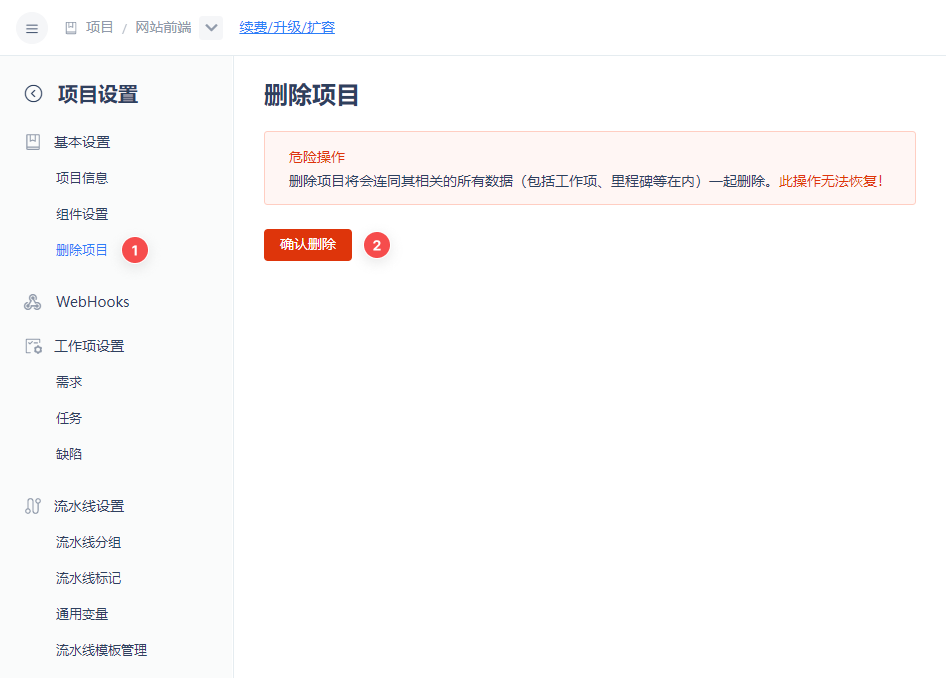 项目 / 网站前端 续费/升级/扩容
项目设置
基本设置
项目信息
组件设置
删除项目 1
WebHooks
工作项设置
需求
任务
缺陷
流水线设置
流水线分组
流水线标记
通用变量
流水线模板管理
删除项目
危险操作
删除项目将会连同其相关的所有数据（包括工作项、里程碑等在内）一起删除。此操作无法恢复！
确认删除 2